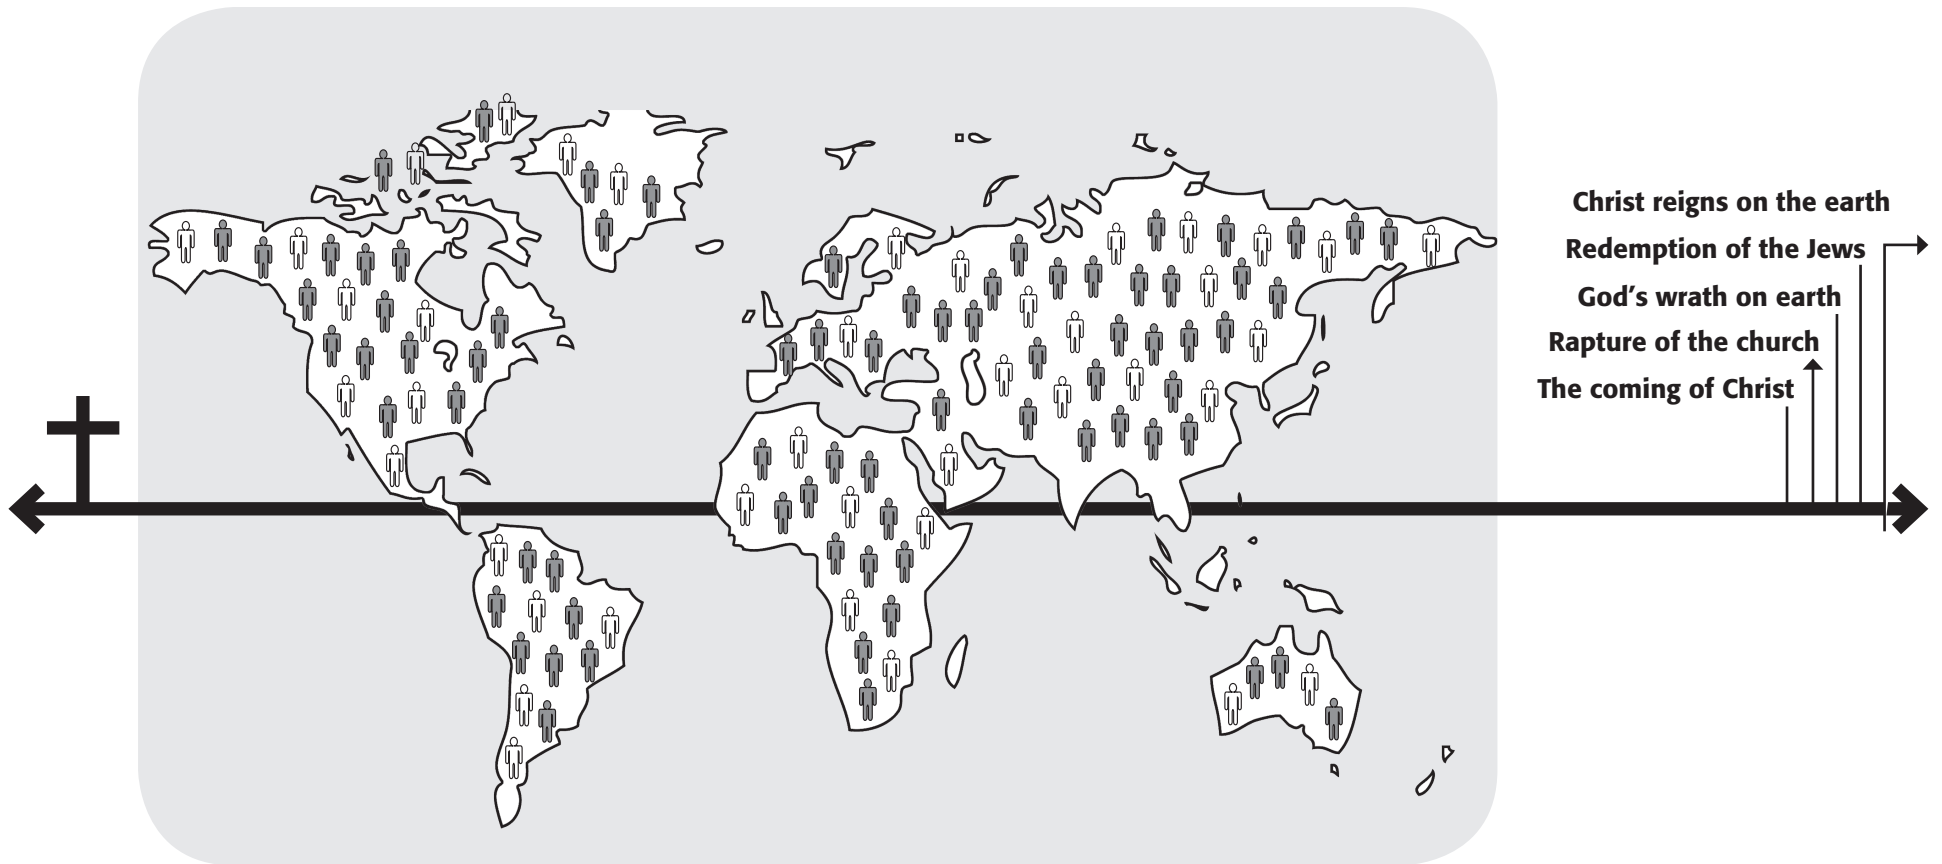 Christ reigns on the earth
Redemption of the Jews
God’s wrath on earth
Rapture of the church
The coming of Christ